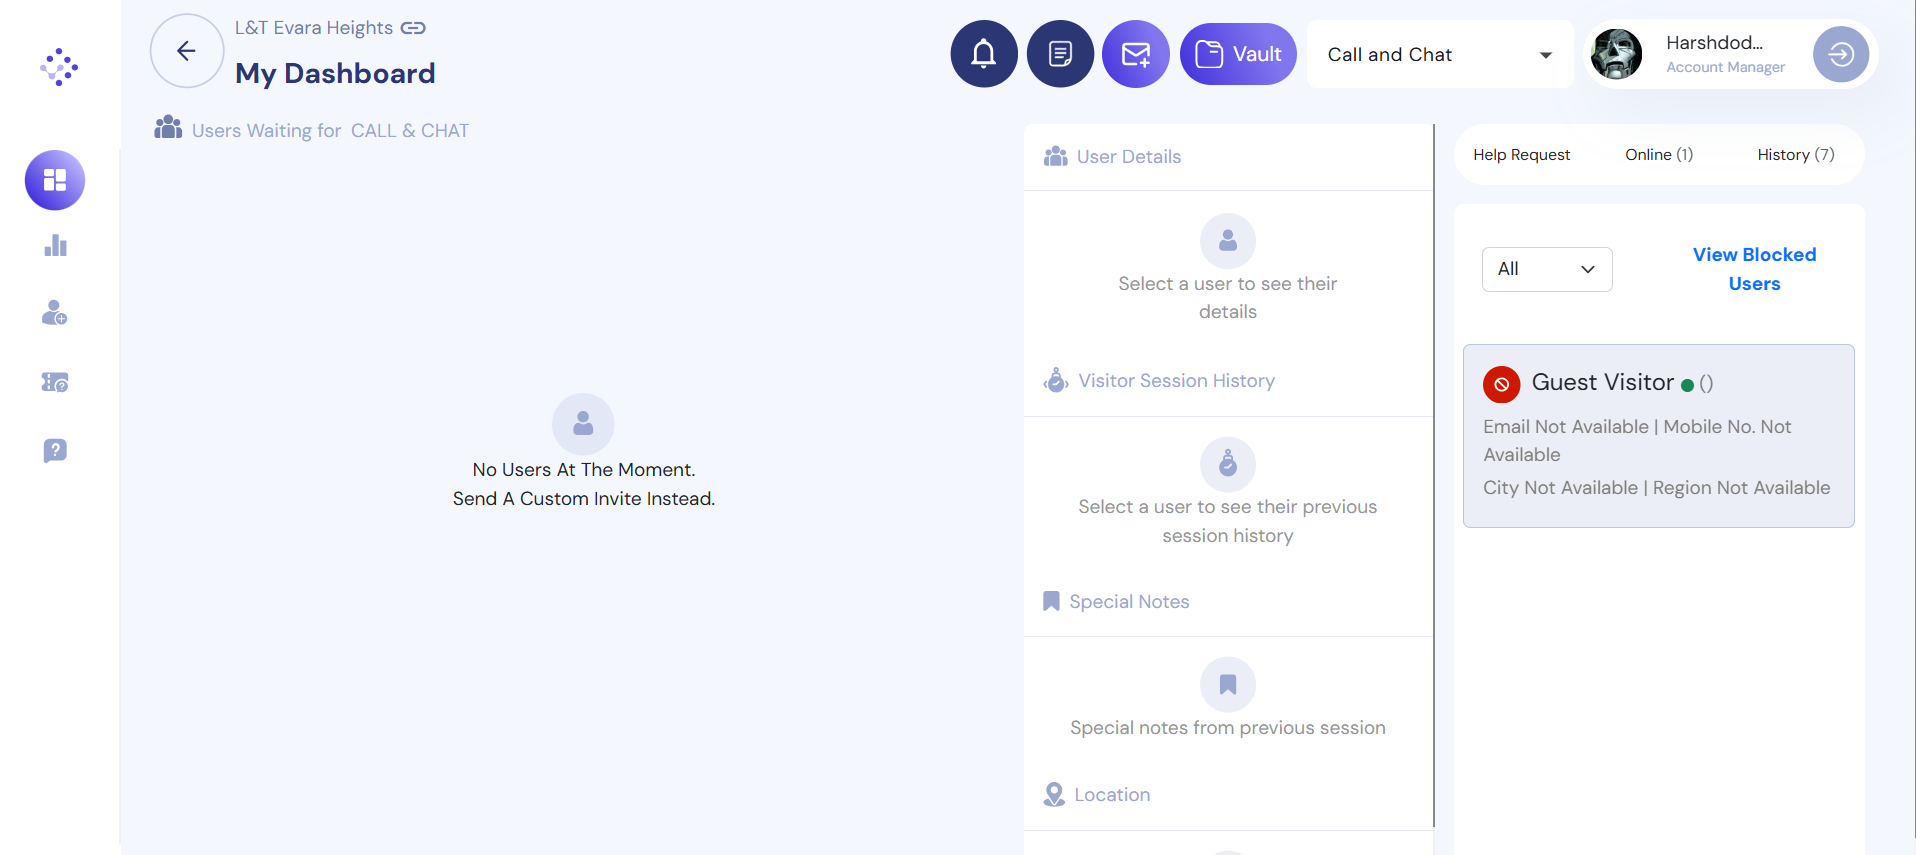 L&T Evara Heights
My Dashboard
Vault
Call and Chat
Harshdod...
Account Manager
Users Waiting for CALL & CHAT
No Users At The Moment.
Send A Custom Invite Instead.
User Details
Select a user to see their
details
Visitor Session History
Select a user to see their previous
session history
Special Notes
Special notes from previous session
Location
Help Request
Online (1)
History (7)
All
View Blocked
Users
Guest Visitor ()
Email Not Available | Mobile No. Not
Available
City Not Available | Region Not Available